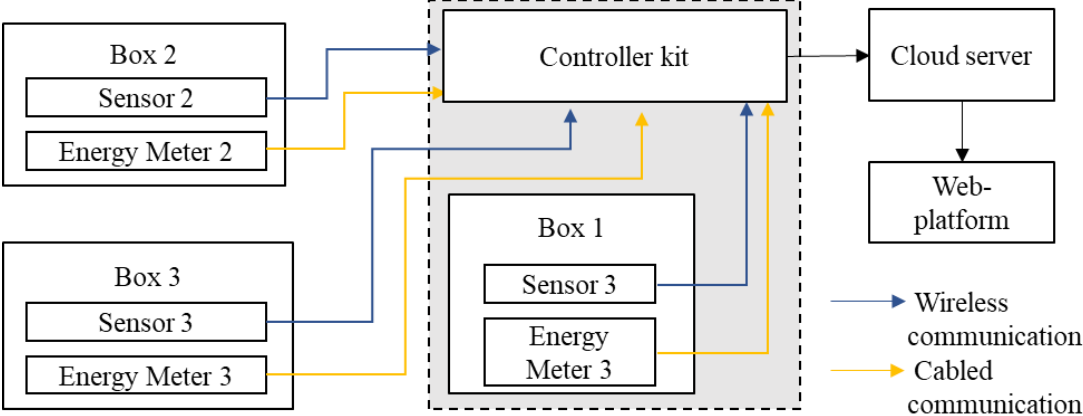 Box 2
Sensor 2
Energy Meter 2
Box 3
Sensor 3
Energy Meter 3
Controller kit
Box 1
Sensor 3
Energy
Meter 3
Cloud server
Web-
platform
Wireless
communication
Cabled
communication